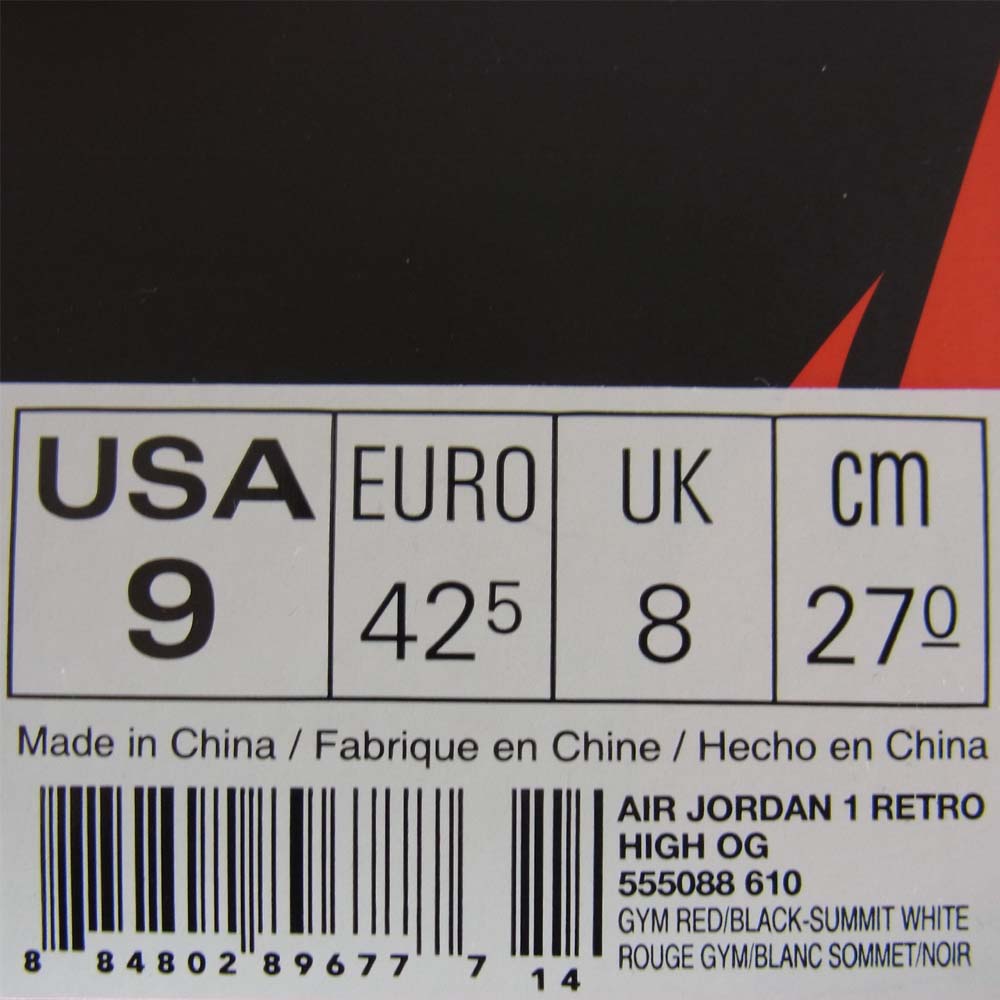 USA EURO UK cm
9 42⁵ 8 27⁰
Made in China / Fabrique en Chine / Hecho en China
AIR JORDAN 1 RETRO
HIGH OG
555088 610
GYM RED/BLACK-SUMMIT WHITE
ROUGE GYM/BLANC SOMMET/NOIR
8 84802 89677 7 14